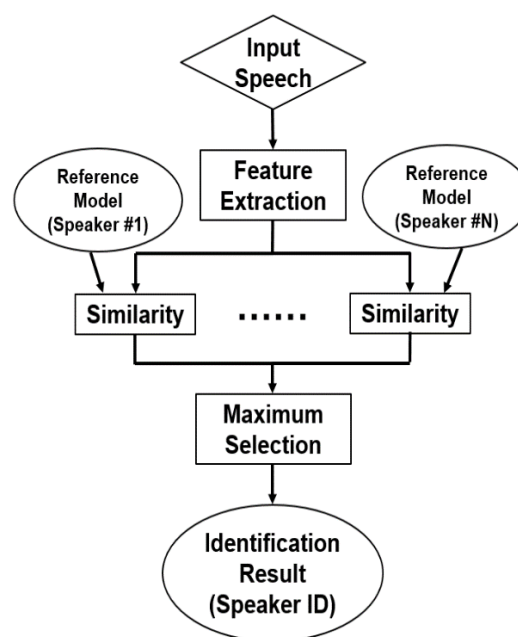 Input
Speech
Feature
Extraction
Reference
Model
(Speaker #1)
Reference
Model
(Speaker #N)
Similarity
......
Similarity
Maximum
Selection
Identification
Result
(Speaker ID)